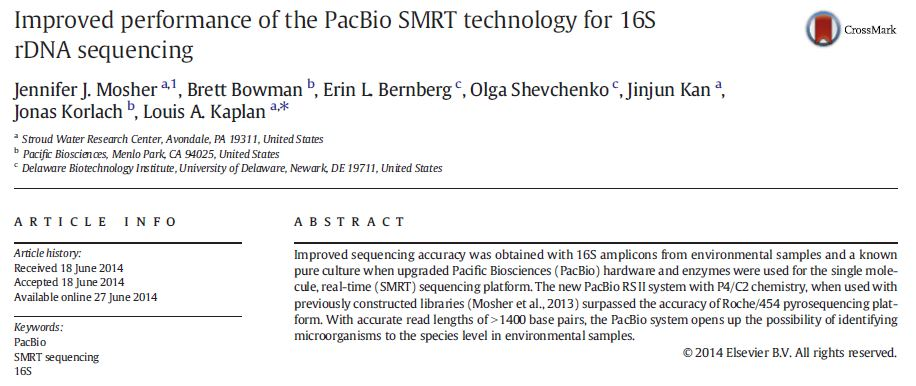 Improved performance of the PacBio SMRT technology for 16S
rDNA sequencing
CrossMark
Jennifer J. Mosher a,1, Brett Bowman b, Erin L. Bernberg c, Olga Shevchenko c, Jinjun Kan a,
Jonas Korlach b, Louis A. Kaplan a,*
a Stroud Water Research Center, Avondale, PA 19311, United States
b Pacific Biosciences, Menlo Park, CA 94025, United States
c Delaware Biotechnology Institute, University of Delaware, Newark, DE 19711, United States
ARTICLE INFO
Article history:
Received 18 June 2014
Accepted 18 June 2014
Available online 27 June 2014
Keywords:
PacBio
SMRT sequencing
16S
ABSTRACT
Improved sequencing accuracy was obtained with 16S amplicons from environmental samples and a known
pure culture when upgraded Pacific Biosciences (PacBio) hardware and enzymes were used for the single mole-
cule, real-time (SMRT) sequencing platform. The new PacBio RS II system with P4/C2 chemistry, when used with
previously constructed libraries (Mosher et al., 2013) surpassed the accuracy of Roche/454 pyrosequencing plat-
form. With accurate read lengths of >1400 base pairs, the PacBio system opens up the possibility of identifying
microorganisms to the species level in environmental samples.
© 2014 Elsevier B.V. All rights reserved.